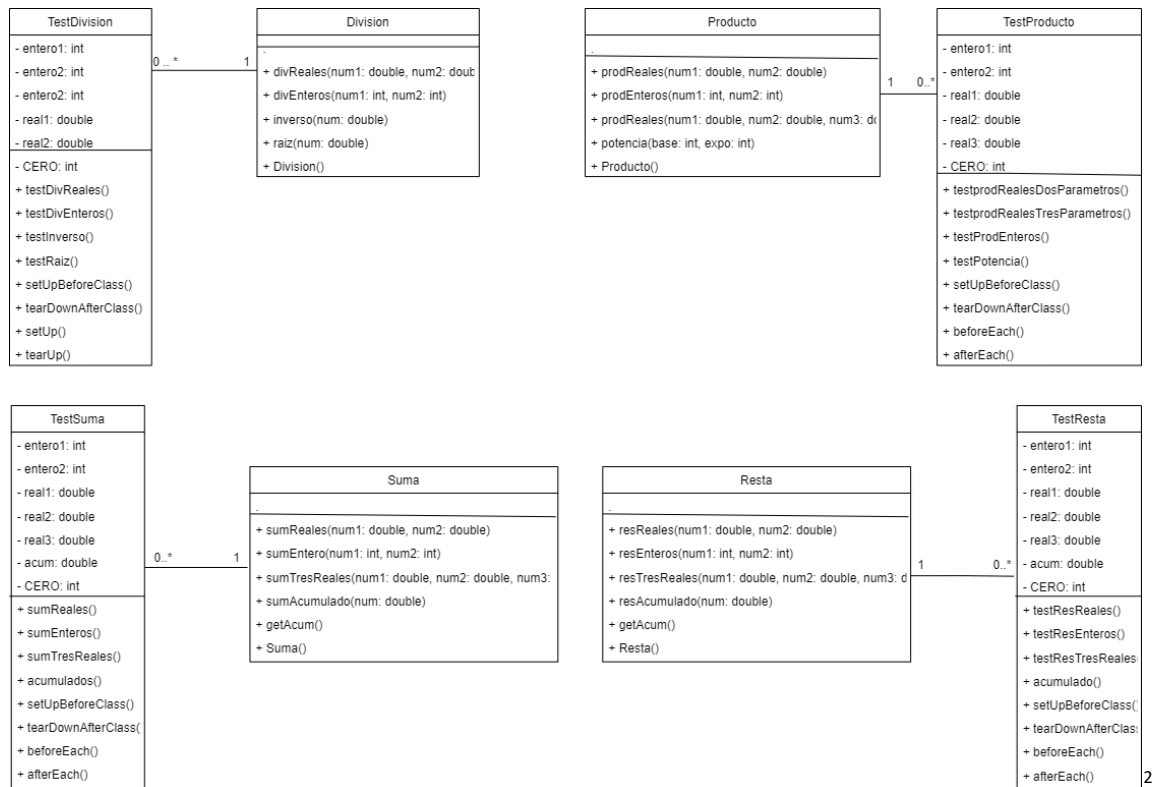 TestDivision
- entero1: int
- entero2: int
- entero2: int
- real1: double
- real2: double
- CERO: int
+ testDivReales()
+ testDivEnteros()
+ testInverso()
+ testRaiz()
+ setUpBeforeClass()
+ tearDownAfterClass()
+ setUp()
+ tearUp()
0 .. *
1
Division
.
+ divReales(num1: double, num2: doub
+ divEnteros(num1: int, num2: int)
+ inverso(num: double)
+ raiz(num: double)
+ Division()
Producto
.
+ prodReales(num1: double, num2: double)
+ prodEnteros(num1: int, num2: int)
+ prodReales(num1: double, num2: double, num3: do
+ potencia(base: int, expo: int)
+ Producto()
1
0..*
TestProducto
- entero1: int
- entero2: int
- real1: double
- real2: double
- real3: double
- CERO: int
+ testprodRealesDosParametros()
+ testprodRealesTresParametros()
+ testProdEnteros()
+ testPotencia()
+ setUpBeforeClass()
+ tearDownAfterClass()
+ beforeEach()
+ afterEach()
TestSuma
- entero1: int
- entero2: int
- real1: double
- real2: double
- real3: double
- acum: double
- CERO: int
+ sumReales()
+ sumEnteros()
+ sumTresReales()
+ acumulados()
+ setUpBeforeClass()
+ tearDownAfterClass(
+ beforeEach()
+ afterEach()
0..*
1
Suma
.
+ sumReales(num1: double, num2: double)
+ sumEntero(num1: int, num2: int)
+ sumTresReales(num1: double, num2: double, num3:
+ sumAcumulado(num: double)
+ getAcum()
+ Suma()
Resta
.
+ resReales(num1: double, num2: double)
+ resEnteros(num1: int, num2: int)
+ resTresReales(num1: double, num2: double, num3: d
+ resAcumulado(num: double)
+ getAcum()
+ Resta()
1
0..*
TestResta
- entero1: int
- entero2: int
- real1: double
- real2: double
- real3: double
- acum: double
- CERO: int
+ testResReales()
+ testResEnteros()
+ testResTresReales(
+ acumulado()
+ setUpBeforeClass()
+ tearDownAfterClas
+ beforeEach()
+ afterEach()
2